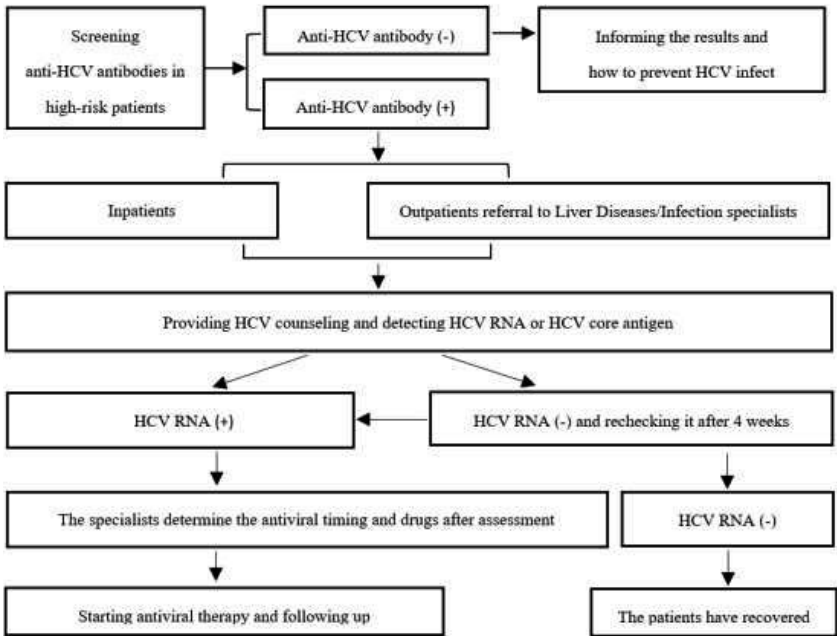 Screening
anti-HCV antibodies in
high-risk patients
Anti-HCV antibody (-)
Anti-HCV antibody (+)
Informing the results and
how to prevent HCV infect
Inpatients
Outpatients referral to Liver Diseases/Infection specialists
Providing HCV counseling and detecting HCV RNA or HCV core antigen
HCV RNA (+)
HCV RNA (-) and rechecking it after 4 weeks
The specialists determine the antiviral timing and drugs after assessment
HCV RNA (-)
Starting antiviral therapy and following up
The patients have recovered